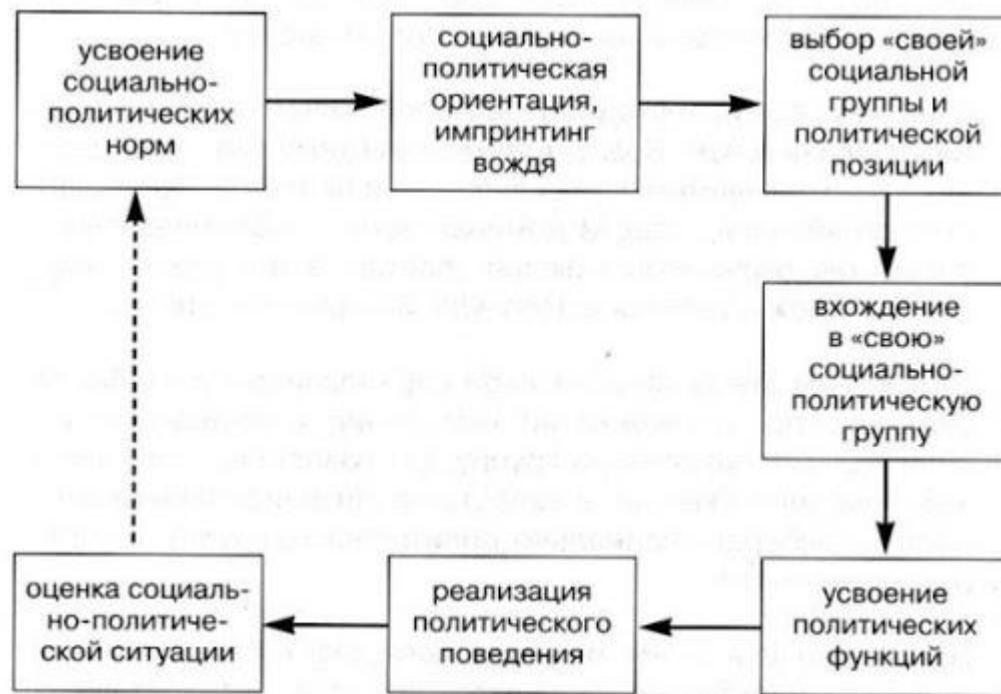 усвоение
социально-
политических
норм
социально-
политическая
ориентация,
импринтинг
вождя
выбор «своей»
социальной
группы и
политической
позиции
вхождение
в «свою»
социально-
политическую
группу
усвоение
политических
функций
реализация
политического
поведения
оценка социаль-
но-политиче-
ской ситуации